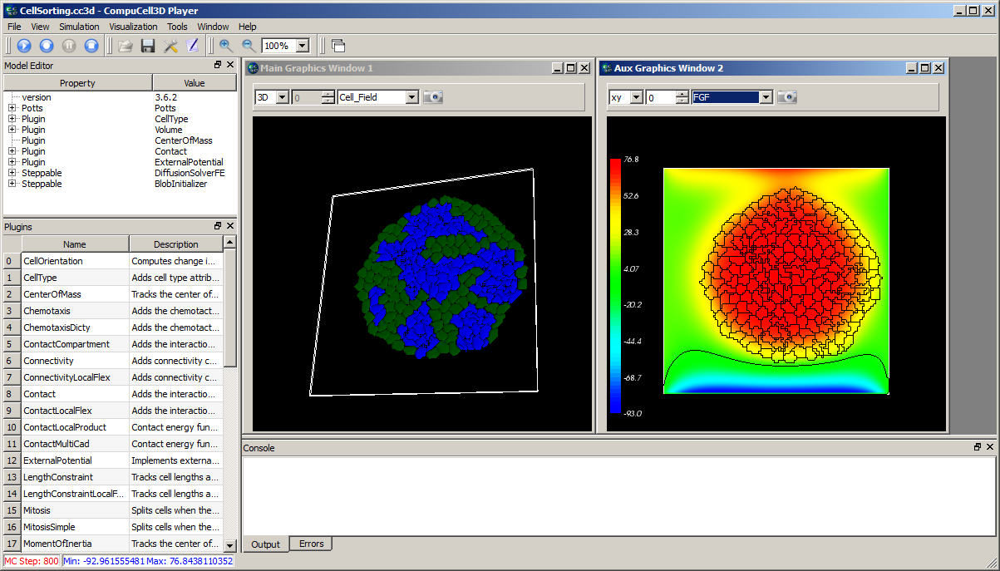 CellSorting.cc3d - CompuCell3D Player
File View Simulation Visualization Tools Window Help
100%
Model Editor
Property Value
version 3.6.2
Potts Potts
Plugin CellType
Plugin Volume
Plugin CenterOfMass
Plugin Contact
Plugin ExternalPotential
Steppable DiffusionSolverFE
Steppable BlobInitializer
Plugins
Name Description
0 CellOrientation Computes change i...
1 CellType Adds cell type attrib...
2 CenterOfMass Tracks the center of...
3 Chemotaxis Adds the chemotact...
4 ChemotaxisDicty Adds the chemotact...
5 ContactCompartment Adds the interactio...
6 Connectivity Adds connectivity c...
7 ConnectivityLocalFlex Adds connectivity c...
8 Contact Adds the interactio...
9 ContactLocalFlex Adds the interactio...
10 ContactLocalProduct Contact energy fun...
11 ContactMultiCad Contact energy fun...
12 ExternalPotential Implements externa...
13 LengthConstraint Tracks cell lengths a...
14 LengthConstraintLocalF... Tracks cell lengths a...
15 Mitosis Splits cells when the...
16 MitosisSimple Splits cells when the...
17 MomentOfInertia Tracks the center of...
MC Step: 800 Min: -92.961555481 Max: 76.8438110352
Main Graphics Window 1
3D 0 Cell_Field
Aux Graphics Window 2
xy 0 FGF
76.8
52.6
28.3
4.07
-20.2
-44.4
-68.7
-93.0
Console
Output Errors